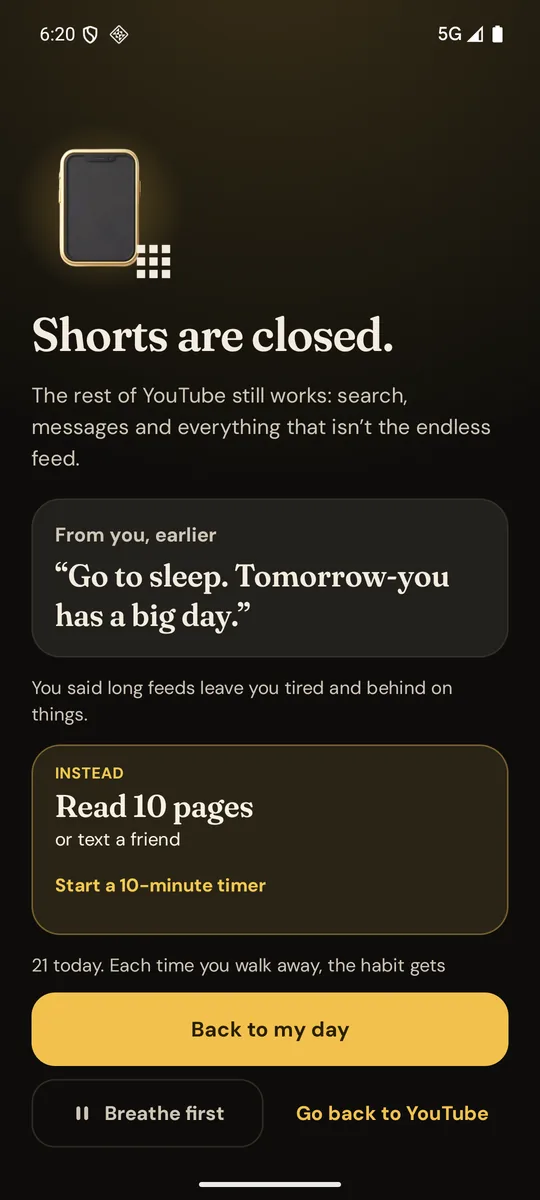 6:20
5G
Shorts are closed.
The rest of YouTube still works: search,
messages and everything that isn’t the endless
feed.
From you, earlier
“Go to sleep. Tomorrow-you
has a big day.”
You said long feeds leave you tired and behind on
things.
INSTEAD
Read 10 pages
or text a friend
Start a 10-minute timer
21 today. Each time you walk away, the habit gets
Back to my day
Breathe first
Go back to YouTube